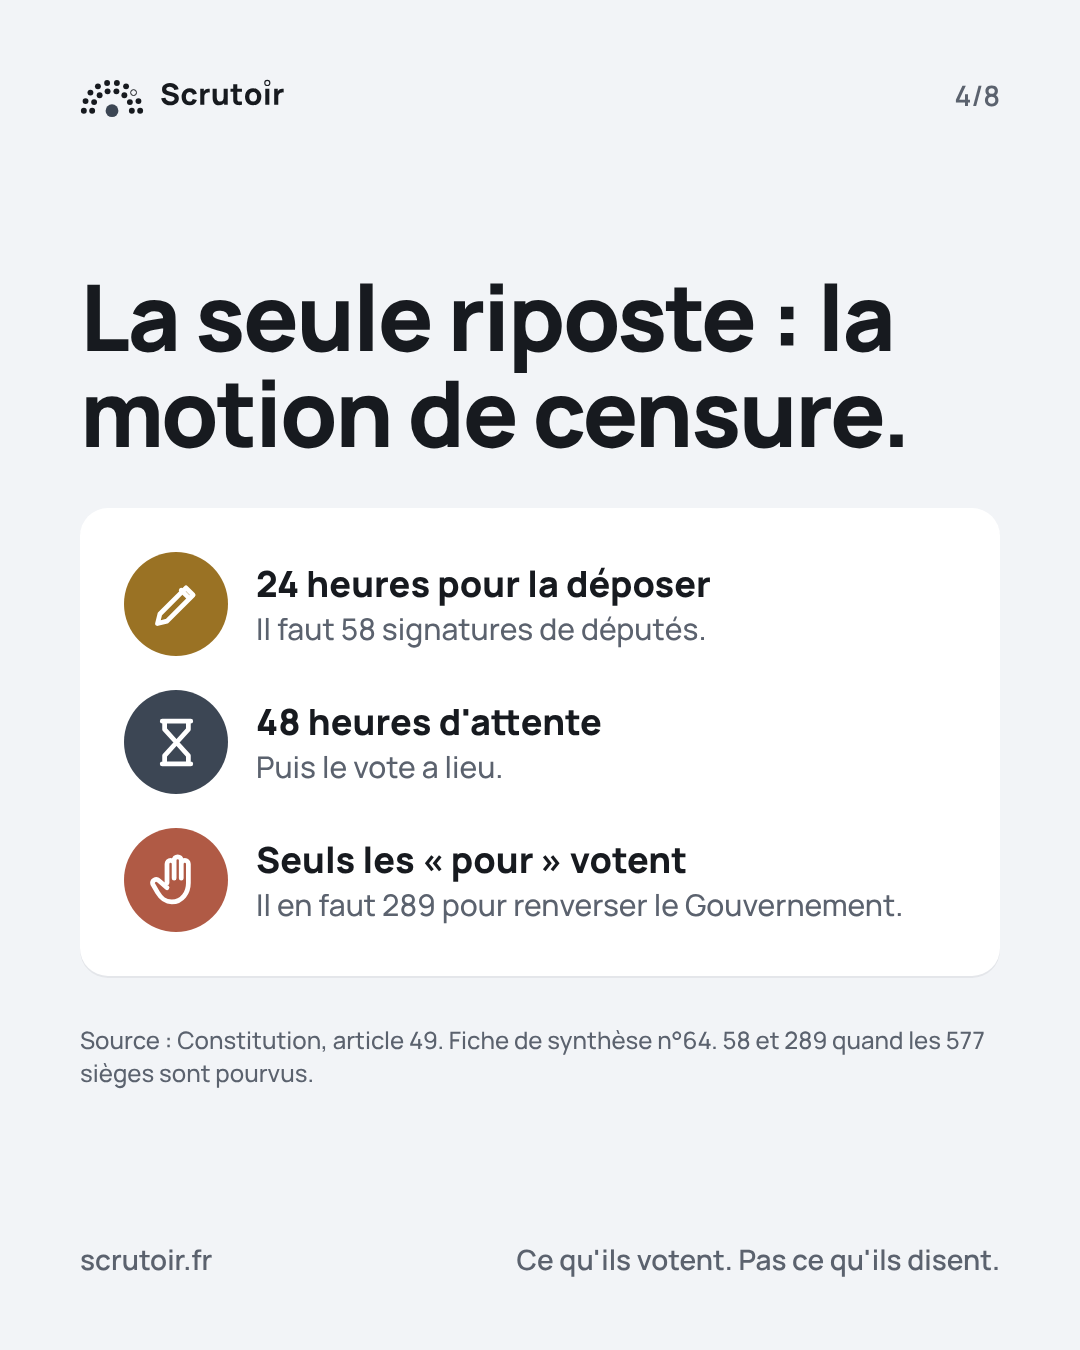 Scrutoir
4/8
La seule riposte : la
motion de censure.
24 heures pour la déposer
Il faut 58 signatures de députés.
48 heures d'attente
Puis le vote a lieu.
Seuls les « pour » votent
Il en faut 289 pour renverser le Gouvernement.
Source : Constitution, article 49. Fiche de synthèse n°64. 58 et 289 quand les 577
sièges sont pourvus.
scrutoir.fr
Ce qu'ils votent. Pas ce qu'ils disent.